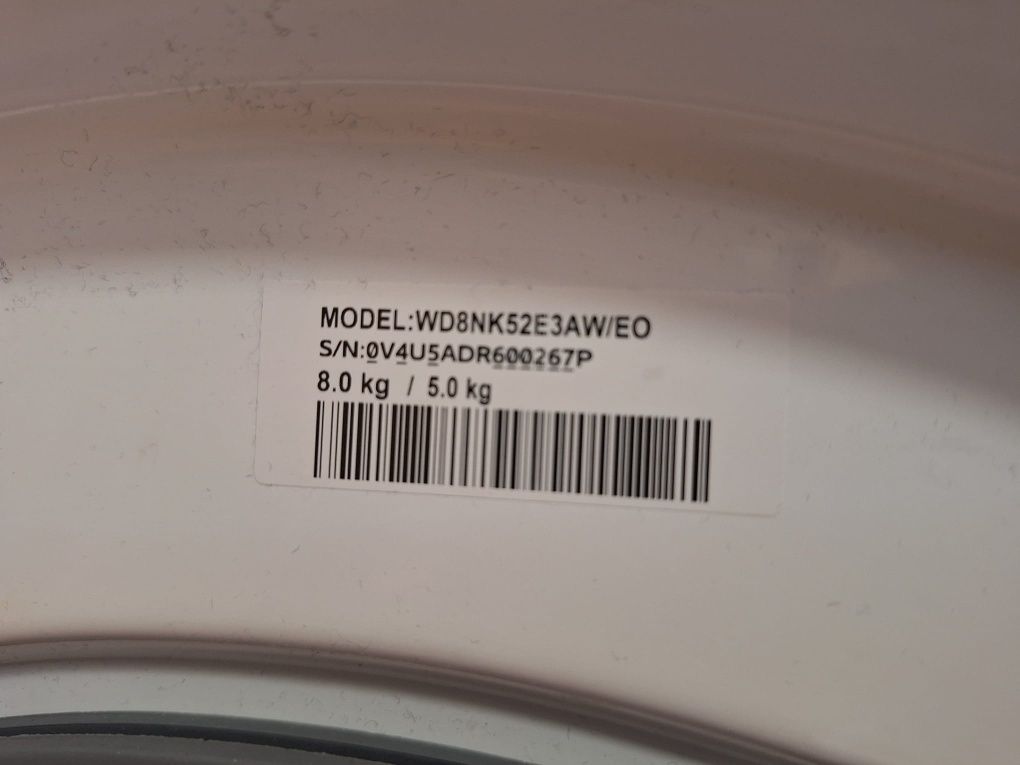 MODEL:WD8NK52E3AW/EO
S/N:0V4U5ADR600267P
8.0 kg / 5.0 kg